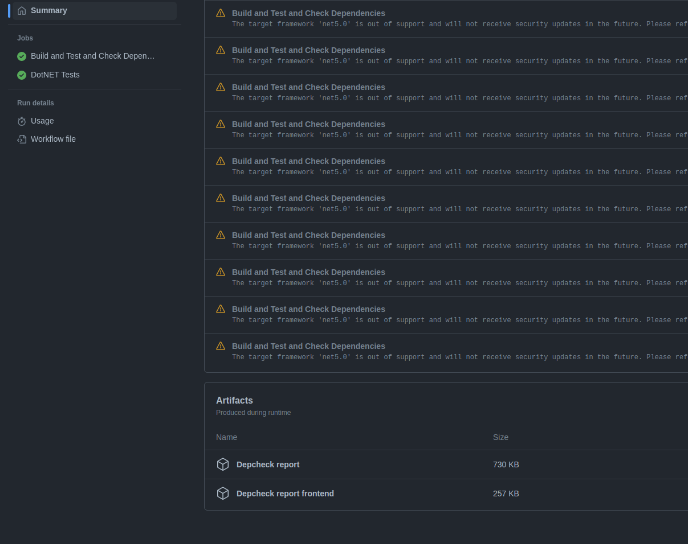 Summary
Jobs
Build and Test and Check Depen…
DotNET Tests
Run details
Usage
Workflow file
Build and Test and Check Dependencies
The target framework 'net5.0' is out of support and will not receive security updates in the future. Please ref
Build and Test and Check Dependencies
The target framework 'net5.0' is out of support and will not receive security updates in the future. Please ref
Build and Test and Check Dependencies
The target framework 'net5.0' is out of support and will not receive security updates in the future. Please ref
Build and Test and Check Dependencies
The target framework 'net5.0' is out of support and will not receive security updates in the future. Please ref
Build and Test and Check Dependencies
The target framework 'net5.0' is out of support and will not receive security updates in the future. Please ref
Build and Test and Check Dependencies
The target framework 'net5.0' is out of support and will not receive security updates in the future. Please ref
Build and Test and Check Dependencies
The target framework 'net5.0' is out of support and will not receive security updates in the future. Please ref
Build and Test and Check Dependencies
The target framework 'net5.0' is out of support and will not receive security updates in the future. Please ref
Build and Test and Check Dependencies
The target framework 'net5.0' is out of support and will not receive security updates in the future. Please ref
Build and Test and Check Dependencies
The target framework 'net5.0' is out of support and will not receive security updates in the future. Please ref
Artifacts
Produced during runtime
Name Size
Depcheck report 730 KB
Depcheck report frontend 257 KB